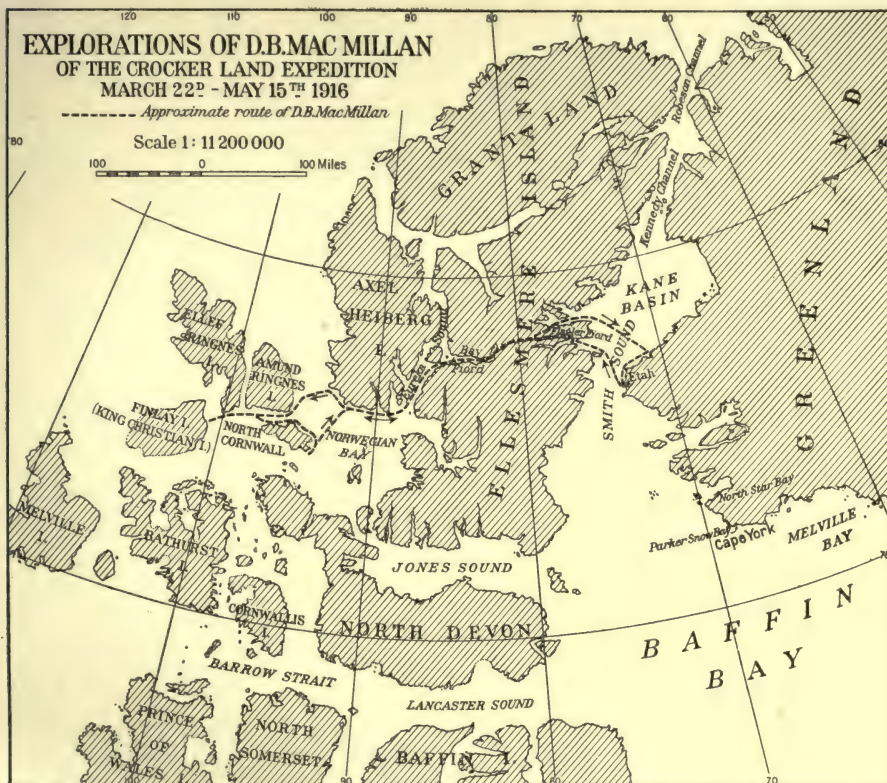 120
110
100
90
80
70
60
EXPLORATIONS OF D.B.MAC MILLAN
OF THE CROCKER LAND EXPEDITION
MARCH 22D - MAY 15TH 1916
Approximate route of D.B.MacMillan
Scale 1: 11 200 000
100 0 100 Miles
80
Robeson Channel
GRANT LAND
Kennedy Channel
ELLESMERE ISLAND
GREENLAND
KANE
BASIN
AXEL
HEIBERG
I.
ELLEF
RINGNES
I.
AMUND
RINGNES
I.
Eureka Sound
Bay
Fiord
Flagler Fiord
SMITH SOUND
Etah
FINLAY I.
(KING CHRISTIAN I.)
NORTH
CORNWALL
NORWEGIAN
BAY
North Star Bay
MELVILLE
I.
BATHURST
I.
Parker Snow Bay
Cape York
MELVILLE
BAY
JONES SOUND
CORNWALLIS
I.
NORTH DEVON
BAFFIN
BAY
BARROW STRAIT
LANCASTER SOUND
PRINCE
OF
WALES I.
NORTH
SOMERSET
BAFFIN I.
100
90
80
70